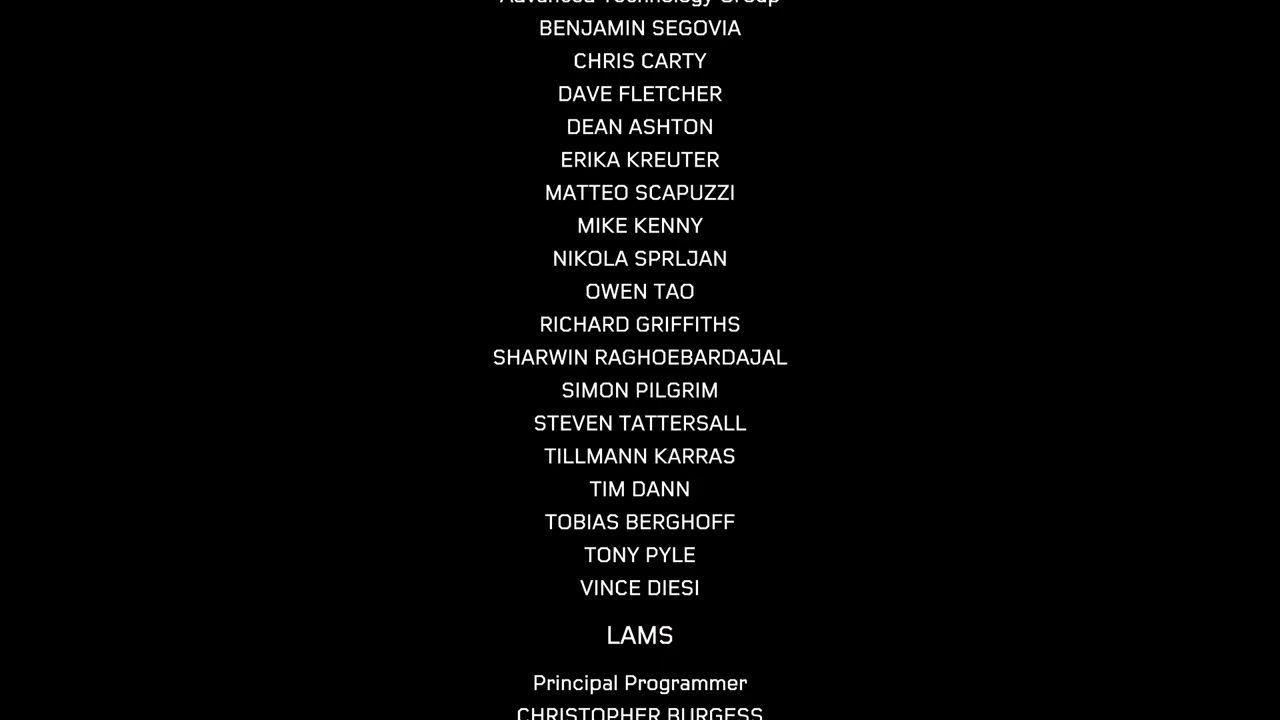 Advanced Technology Group
BENJAMIN SEGOVIA
CHRIS CARTY
DAVE FLETCHER
DEAN ASHTON
ERIKA KREUTER
MATTEO SCAPUZZI
MIKE KENNY
NIKOLA SPRLJAN
OWEN TAO
RICHARD GRIFFITHS
SHARWIN RAGHOEBARDAJAL
SIMON PILGRIM
STEVEN TATTERSALL
TILLMANN KARRAS
TIM DANN
TOBIAS BERGHOFF
TONY PYLE
VINCE DIESI
LAMS
Principal Programmer
CHRISTOPHER BURGESS